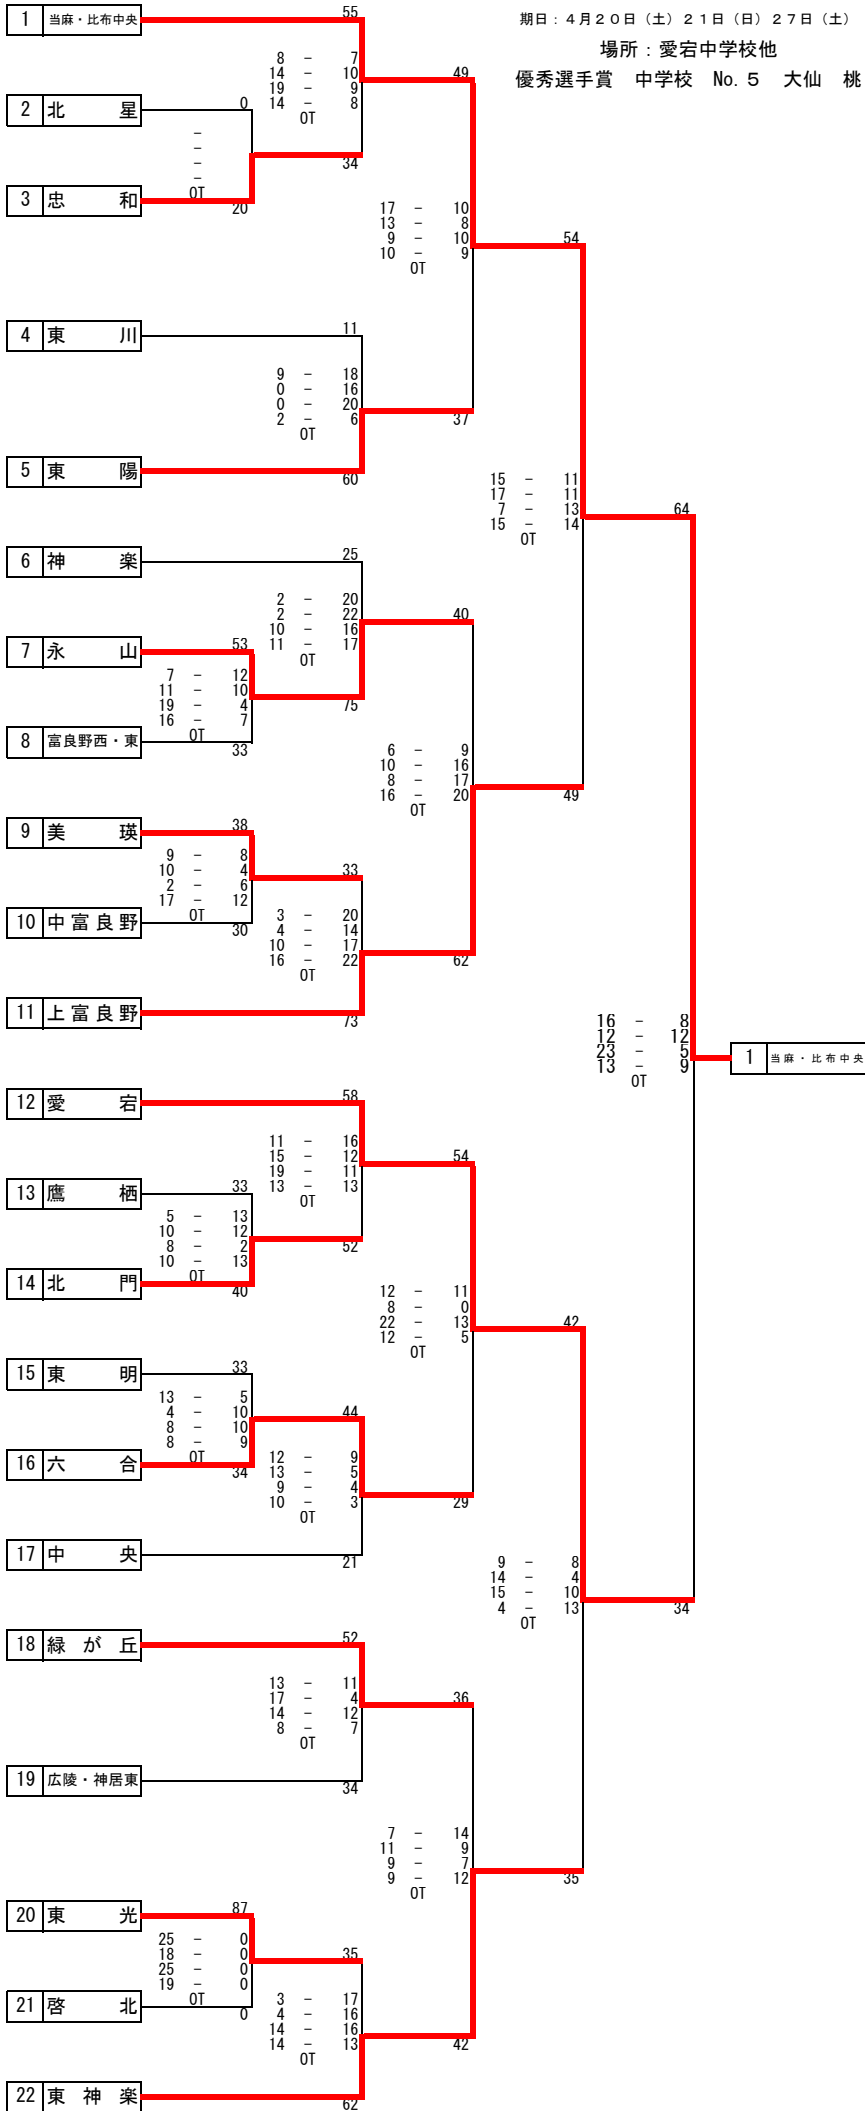 期日：４月２０日（土）２１日（日）２７日（土）
場所：愛宕中学校他
優秀選手賞　中学校　No.５　大仙　桃
1 当麻・比布中央
55
8 - 7
14 - 10
19 - 9
14 - 8
OT
49
2 北　星
0
-
-
-
-
OT
34
3 忠　和
20
17 - 10
13 - 8
9 - 10
10 - 9
OT
54
4 東　川
11
9 - 18
0 - 16
0 - 20
2 - 6
OT
37
5 東　陽
60
15 - 11
17 - 11
7 - 13
15 - 14
OT
64
6 神　楽
25
2 - 20
2 - 22
10 - 16
11 - 17
OT
40
7 永　山
53
7 - 12
11 - 10
19 - 4
16 - 7
OT
75
8 富良野西・東
33
6 - 9
10 - 16
8 - 17
16 - 20
OT
49
9 美　瑛
38
9 - 8
10 - 4
2 - 6
17 - 12
OT
33
10 中富良野
30
3 - 20
4 - 14
10 - 17
16 - 22
OT
62
11 上富良野
73
16 - 8
12 - 12
23 - 5
13 - 9
OT
1 当麻・比布中央
12 愛　宕
58
11 - 16
15 - 12
19 - 11
13 - 13
OT
54
13 鷹　栖
33
5 - 13
10 - 12
8 - 2
10 - 13
OT
52
14 北　門
40
12 - 11
8 - 0
22 - 13
12 - 5
OT
42
15 東　明
33
13 - 5
4 - 10
8 - 10
8 - 9
OT
44
16 六　合
34
12 - 9
13 - 5
9 - 4
10 - 3
OT
29
17 中　央
21
9 - 8
14 - 4
15 - 10
4 - 13
OT
34
18 緑が丘
52
13 - 11
17 - 4
14 - 12
8 - 7
OT
36
19 広陵・神居東
34
7 - 14
11 - 9
9 - 7
9 - 12
OT
35
20 東　光
87
25 - 0
18 - 0
25 - 0
19 - 0
OT
35
21 啓　北
0
3 - 17
4 - 16
14 - 16
14 - 13
OT
42
22 東神楽
62